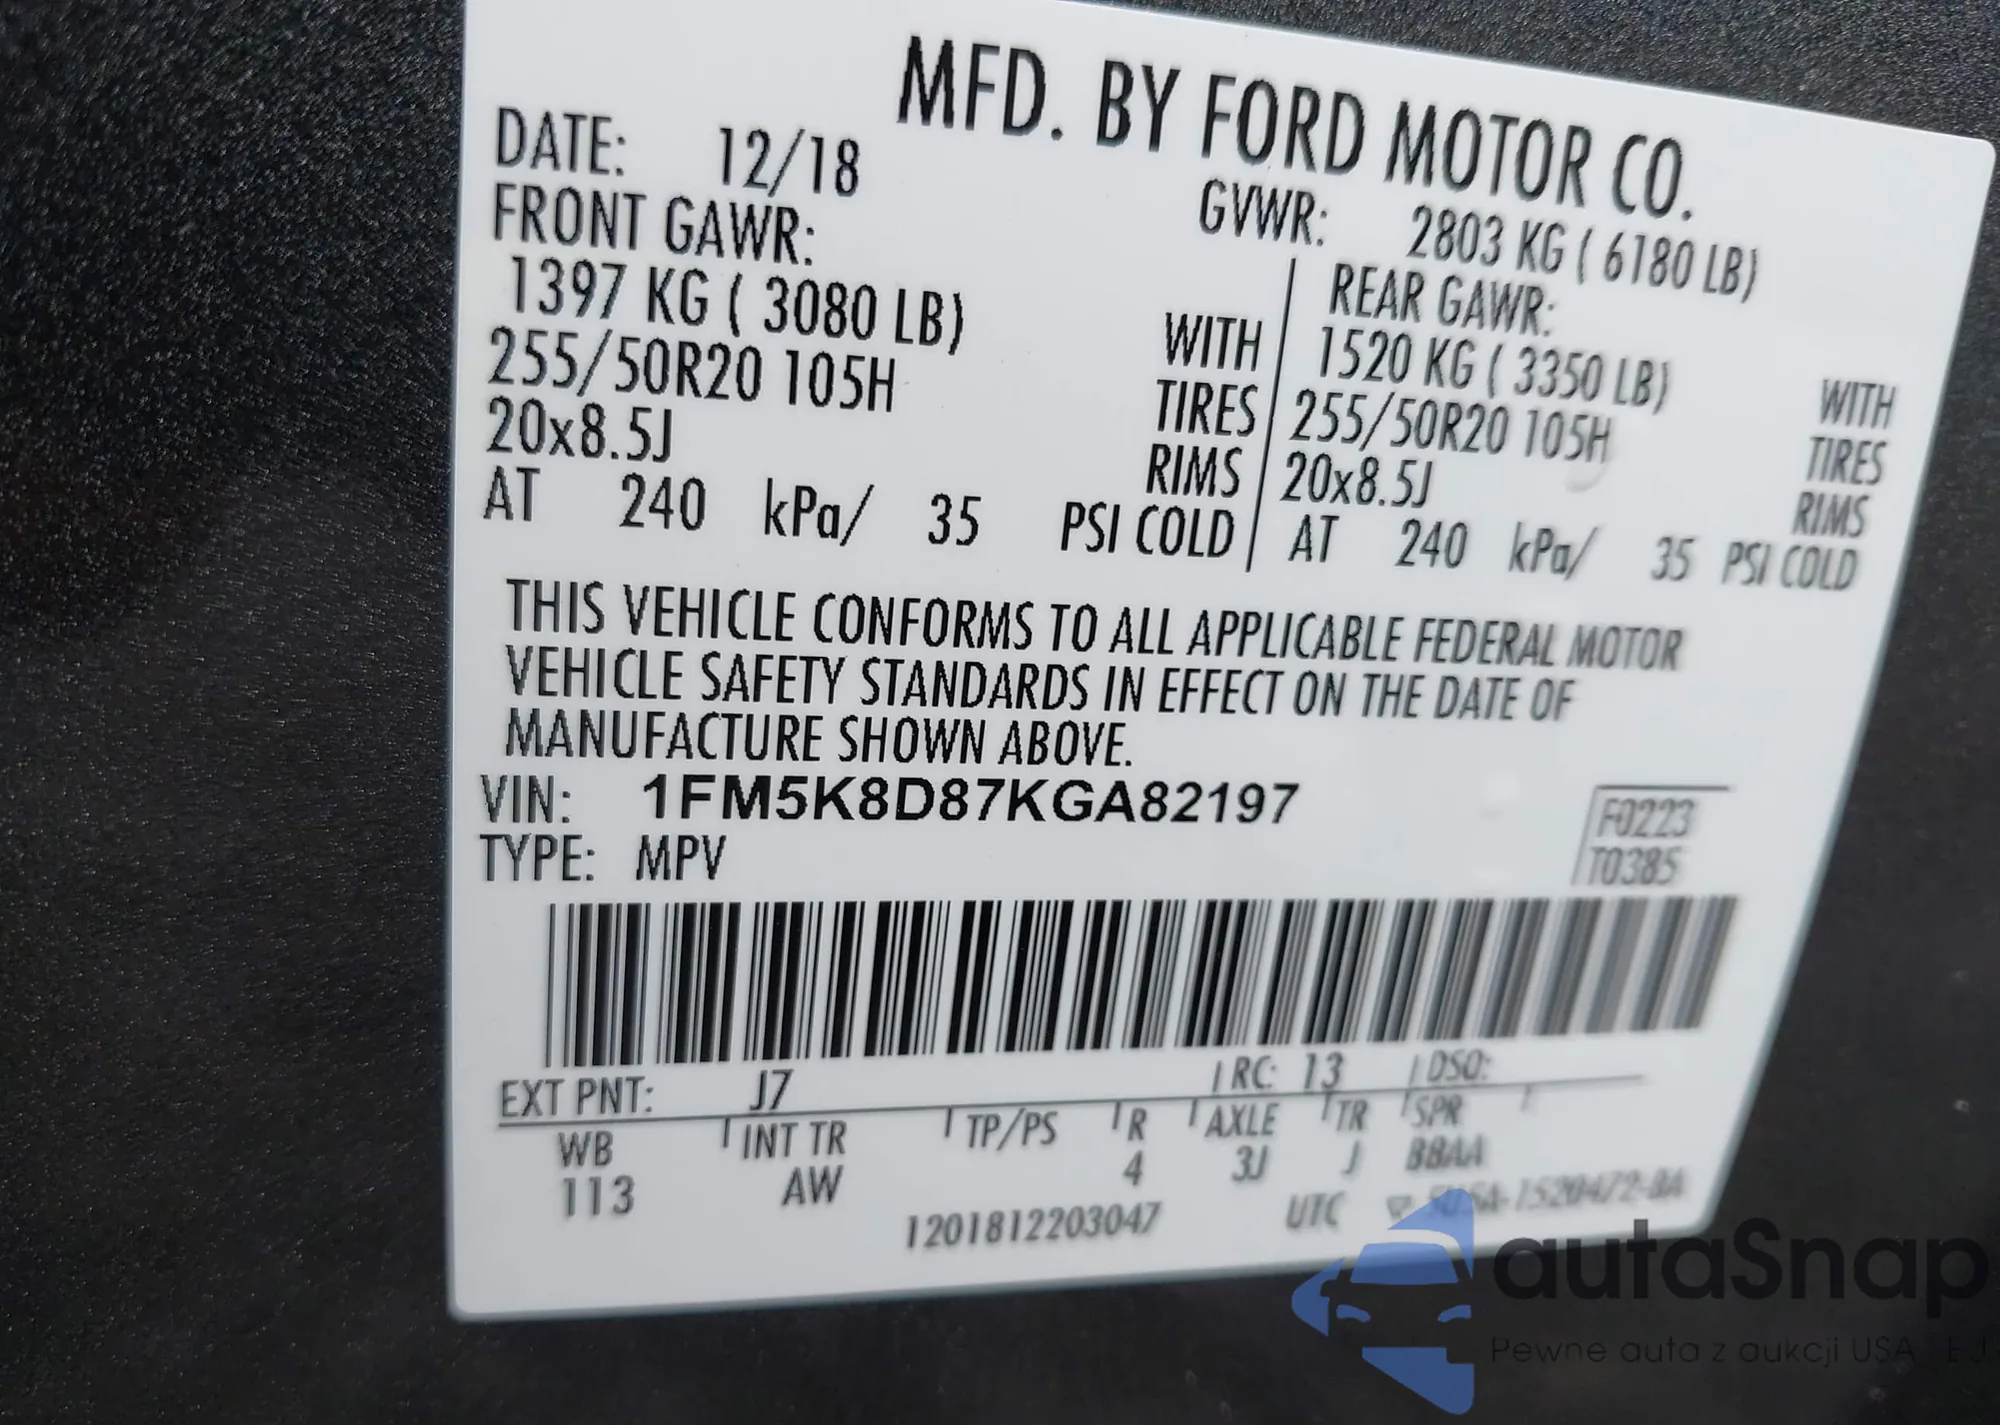 MFD. BY FORD MOTOR CO.
DATE: 12/18
GVWR: 2803 KG ( 6180 LB)
FRONT GAWR:
1397 KG ( 3080 LB) WITH
255/50R20 105H TIRES
20x8.5J RIMS
AT 240 kPa/ 35 PSI COLD
REAR GAWR:
1520 KG ( 3350 LB) WITH
255/50R20 105H TIRES
20x8.5J RIMS
AT 240 kPa/ 35 PSI COLD
THIS VEHICLE CONFORMS TO ALL APPLICABLE FEDERAL MOTOR
VEHICLE SAFETY STANDARDS IN EFFECT ON THE DATE OF
MANUFACTURE SHOWN ABOVE.
VIN: 1FM5K8D87KGA82197
TYPE: MPV
F0223
T0385
EXT PNT: J7 RC: 13 DSO:
WB INT TR TP/PS R AXLE TR SPR
113 AW 4 3J J BBAA
1201812203047 UTC
autaSnap
Pewne auta z aukcji USA